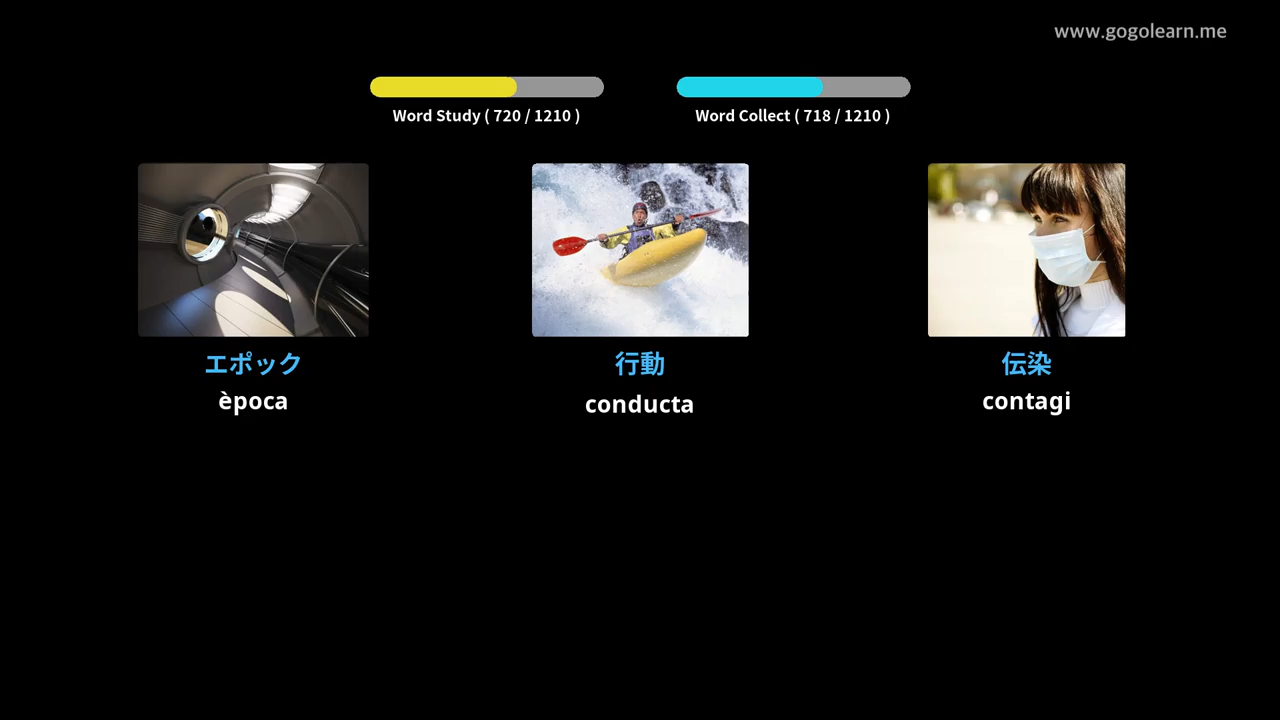 www.gogolearn.me
Word Study ( 720 / 1210 )
Word Collect ( 718 / 1210 )
エポック
行動
伝染
època
conducta
contagi